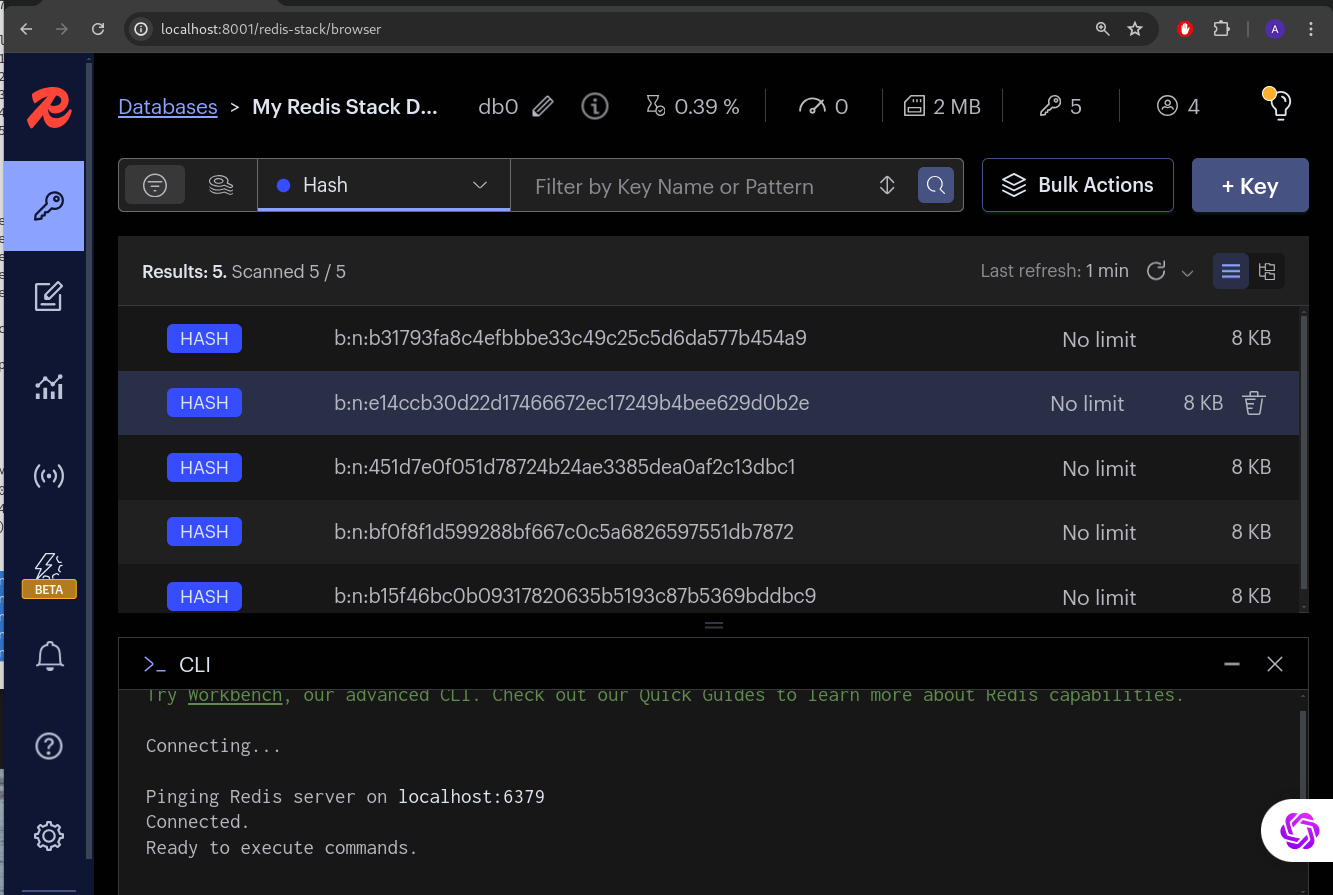 localhost:8001/redis-stack/browser
A
Databases > My Redis Stack D... db0 0.39 % 0 2 MB 5 4
Hash
Filter by Key Name or Pattern
Bulk Actions
+ Key
Results: 5. Scanned 5 / 5
Last refresh: 1 min
HASH b:n:b31793fa8c4efbbbe33c49c25c5d6da577b454a9 No limit 8 KB
HASH b:n:e14ccb30d22d17466672ec17249b4bee629d0b2e No limit 8 KB
HASH b:n:451d7e0f051d78724b24ae3385dea0af2c13dbc1 No limit 8 KB
HASH b:n:bf0f8f1d599288bf667c0c5a6826597551db7872 No limit 8 KB
HASH b:n:b15f46bc0b09317820635b5193c87b5369bddbc9 No limit 8 KB
BETA
>_ CLI
Try Workbench, our advanced CLI. Check out our Quick Guides to learn more about Redis capabilities.
Connecting...
Pinging Redis server on localhost:6379
Connected.
Ready to execute commands.